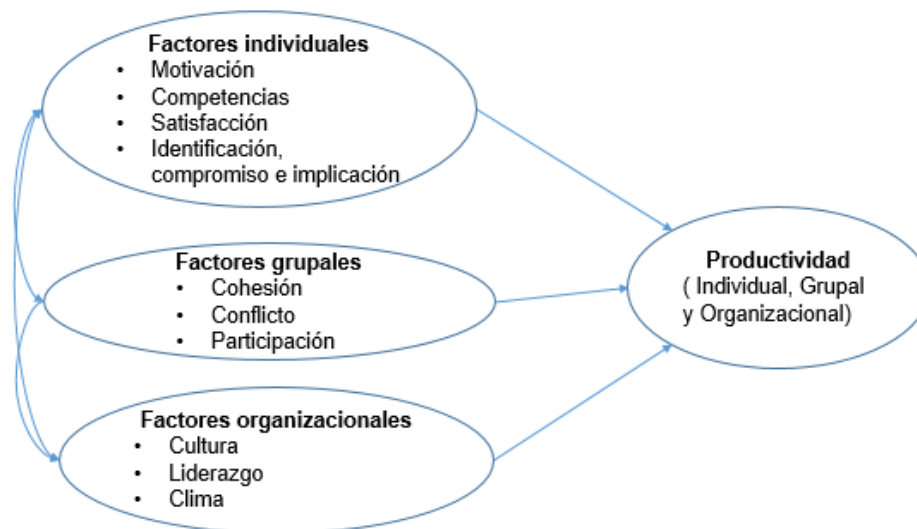 Factores individuales
• Motivación
• Competencias
• Satisfacción
• Identificación,
compromiso e implicación
Factores grupales
• Cohesión
• Conflicto
• Participación
Factores organizacionales
• Cultura
• Liderazgo
• Clima
Productividad
( Individual, Grupal
y Organizacional)